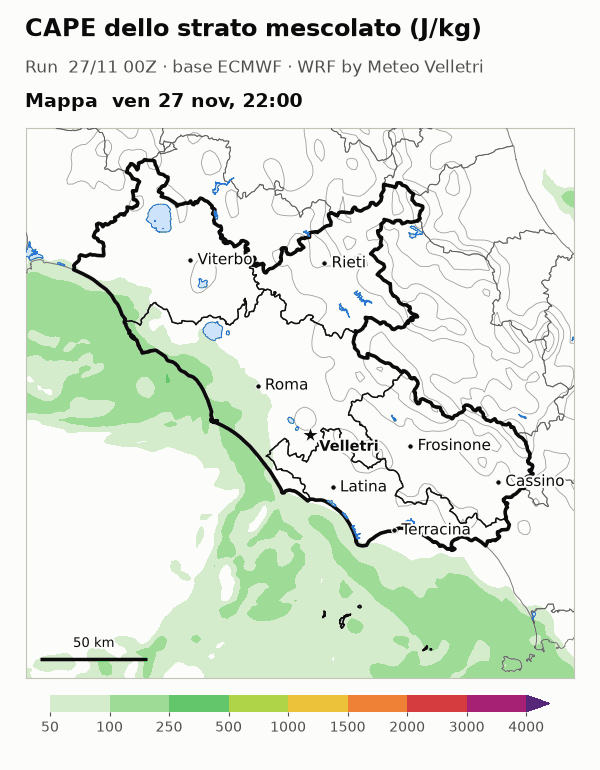 CAPE dello strato mescolato (J/kg)
Run  27/11 00Z · base ECMWF · WRF by Meteo Velletri
Mappa  ven 27 nov, 22:00
Viterbo
Rieti
Roma
Velletri
Frosinone
Cassino
Latina
Terracina
50 km
50 100 250 500 1000 1500 2000 3000 4000